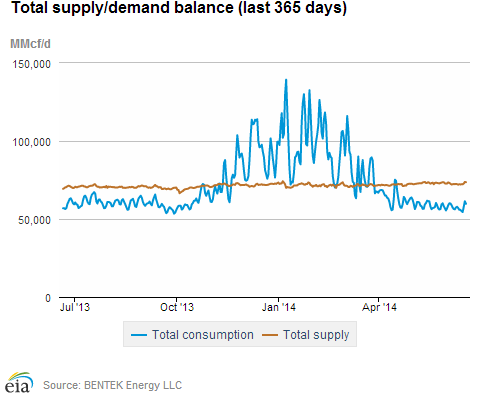 Total supply/demand balance (last 365 days)
MMcf/d
150,000
100,000
50,000
0
Jul '13 Oct '13 Jan '14 Apr '14
Total consumption Total supply
eia Source: BENTEK Energy LLC